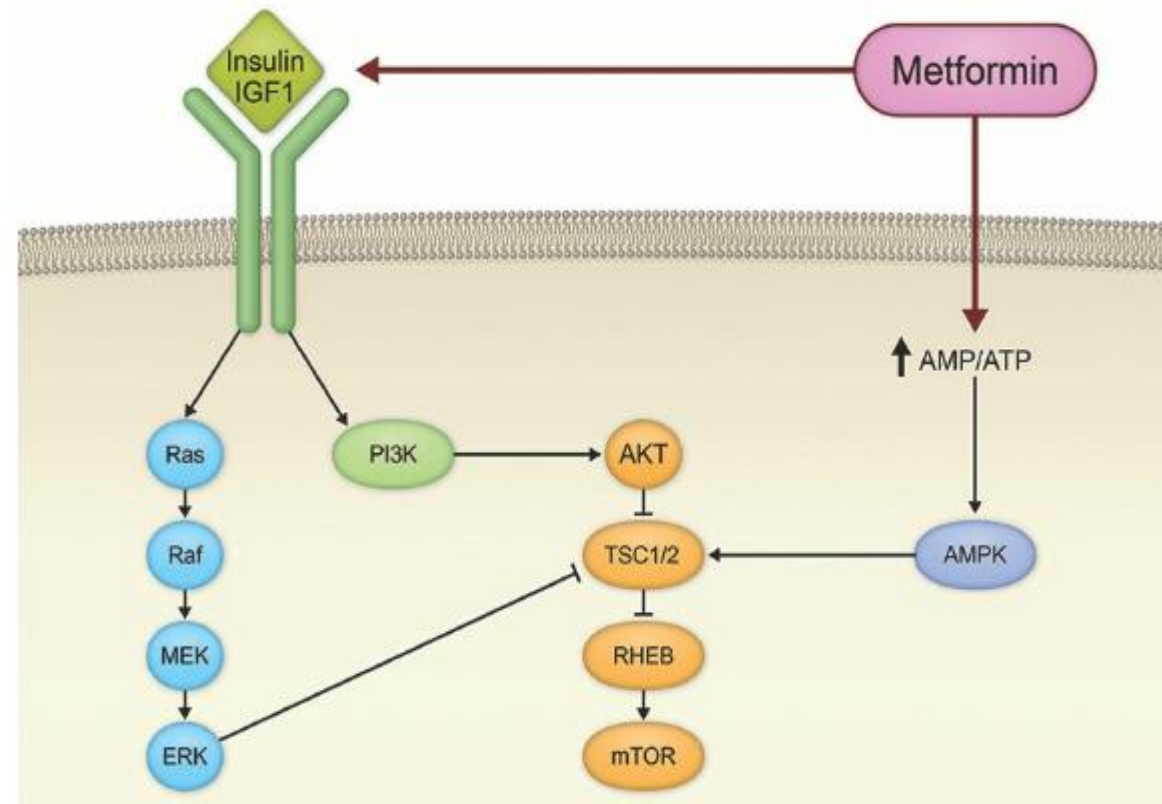 Insulin
IGF1
Metformin
AMP/ATP
Ras
PI3K
AKT
Raf
TSC1/2
AMPK
MEK
RHEB
ERK
mTOR